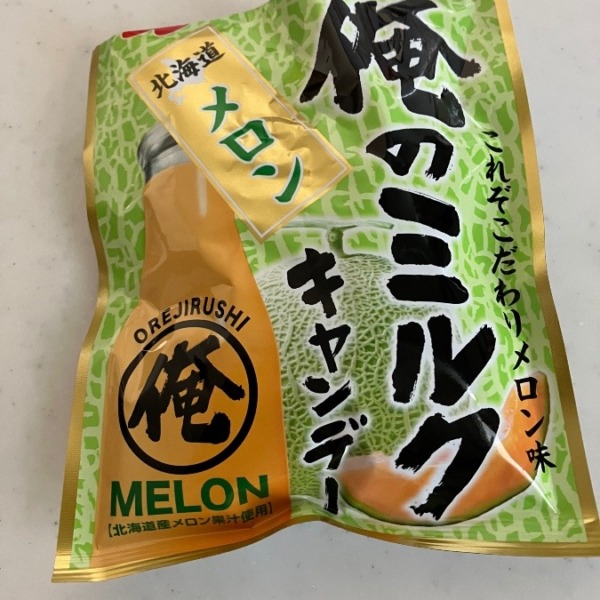 北海道
メロン
俺のミルク
キャンデー
これぞこだわりメロン味
OREJIRUSHI
俺
MELON
【北海道産メロン果汁使用】